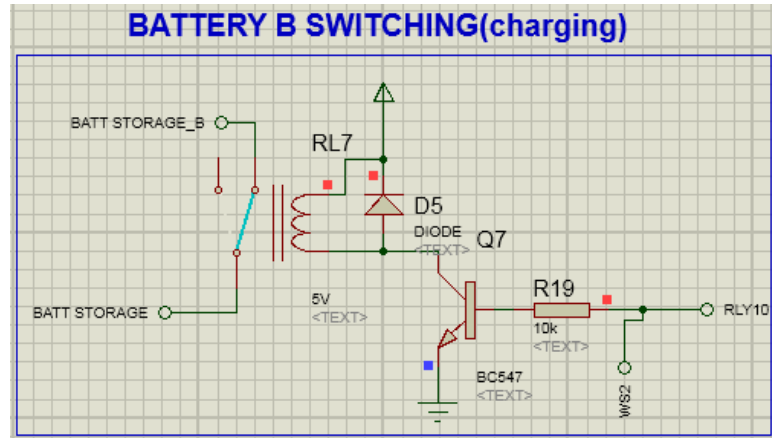 BATTERY B SWITCHING(charging)
BATT STORAGE_B
RL7
D5
DIODE
<TEXT>
Q7
BATT STORAGE
5V
<TEXT>
R19
10k
<TEXT>
RLY10
WS2
BC547
<TEXT>